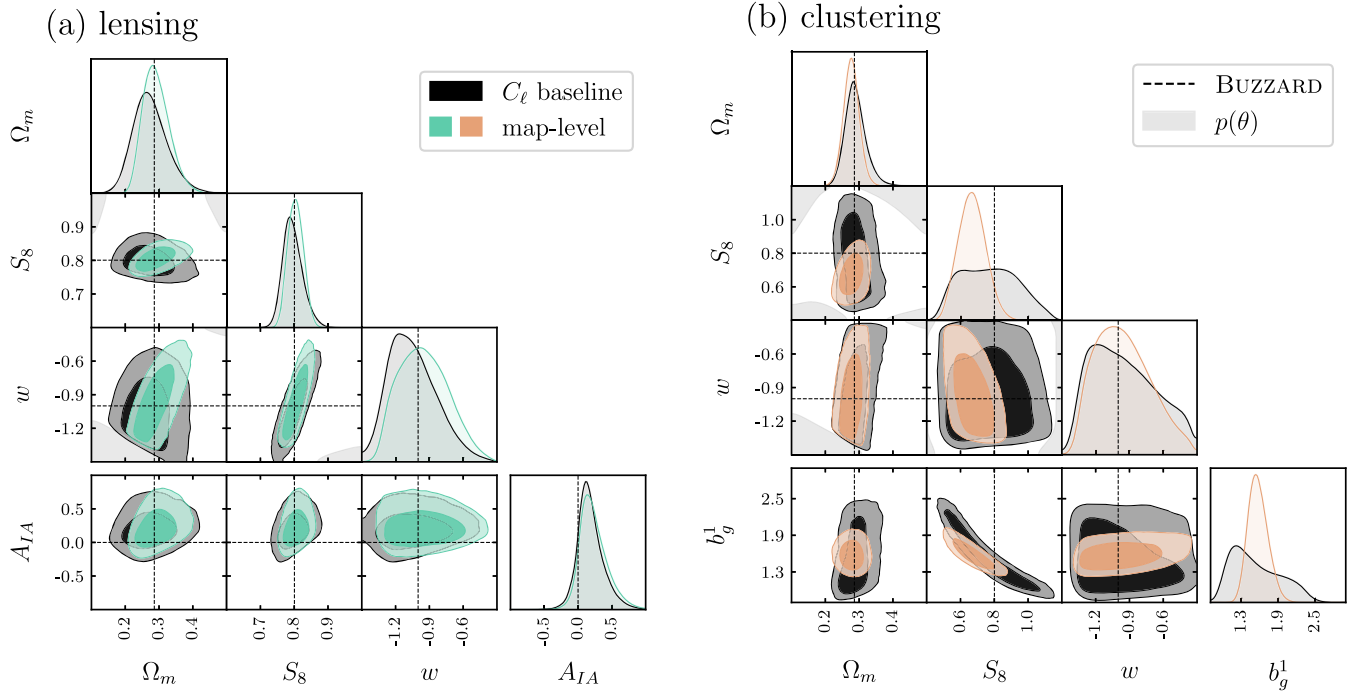 (a) lensing
Ω_m
S_8
0.9
0.8
0.7
w
-0.6
-0.9
-1.2
A_IA
0.5
0.0
-0.5
0.2 0.3 0.4
0.7 0.8 0.9
-1.2 -0.9 -0.6
-0.5 0.0 0.5
Ω_m S_8 w A_IA
C_ℓ baseline
map-level
(b) clustering
Ω_m
S_8
1.0
0.8
0.6
w
-0.6
-0.9
-1.2
b_g^1
2.5
1.9
1.3
0.2 0.3 0.4
0.6 0.8 1.0
-1.2 -0.9 -0.6
1.3 1.9 2.5
Ω_m S_8 w b_g^1
BUZZARD
p(θ)